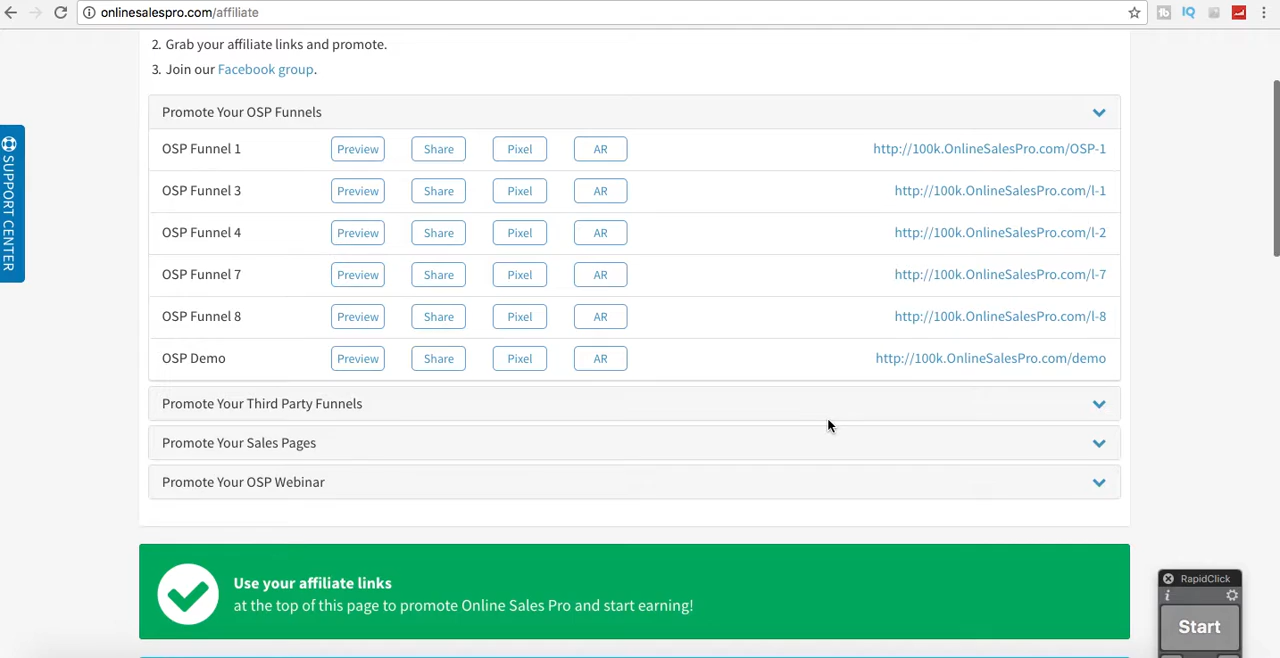 onlinesalespro.com/affiliate
2. Grab your affiliate links and promote.
3. Join our Facebook group.
SUPPORT CENTER
Promote Your OSP Funnels
OSP Funnel 1 Preview Share Pixel AR http://100k.OnlineSalesPro.com/OSP-1
OSP Funnel 3 Preview Share Pixel AR http://100k.OnlineSalesPro.com/l-1
OSP Funnel 4 Preview Share Pixel AR http://100k.OnlineSalesPro.com/l-2
OSP Funnel 7 Preview Share Pixel AR http://100k.OnlineSalesPro.com/l-7
OSP Funnel 8 Preview Share Pixel AR http://100k.OnlineSalesPro.com/l-8
OSP Demo Preview Share Pixel AR http://100k.OnlineSalesPro.com/demo
Promote Your Third Party Funnels
Promote Your Sales Pages
Promote Your OSP Webinar
Use your affiliate links
at the top of this page to promote Online Sales Pro and start earning!
RapidClick
Start